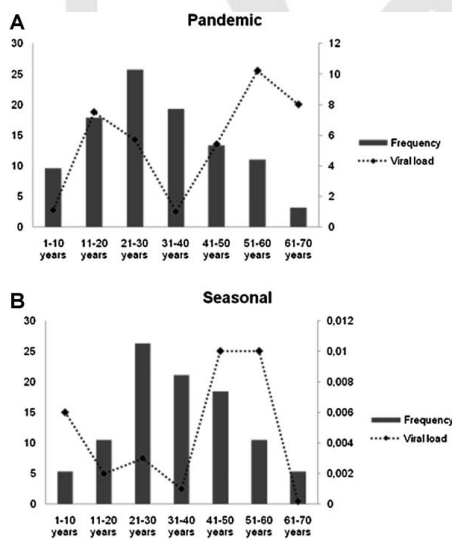 A
Pandemic
30
25
20
15
10
5
0
12
10
8
6
4
2
0
Frequency
Viral load
1-10 years
11-20 years
21-30 years
31-40 years
41-50 years
51-60 years
61-70 years
B
Seasonal
30
25
20
15
10
5
0
0,012
0,01
0,008
0,006
0,004
0,002
0
Frequency
Viral load
1-10 years
11-20 years
21-30 years
31-40 years
41-50 years
51-60 years
61-70 years